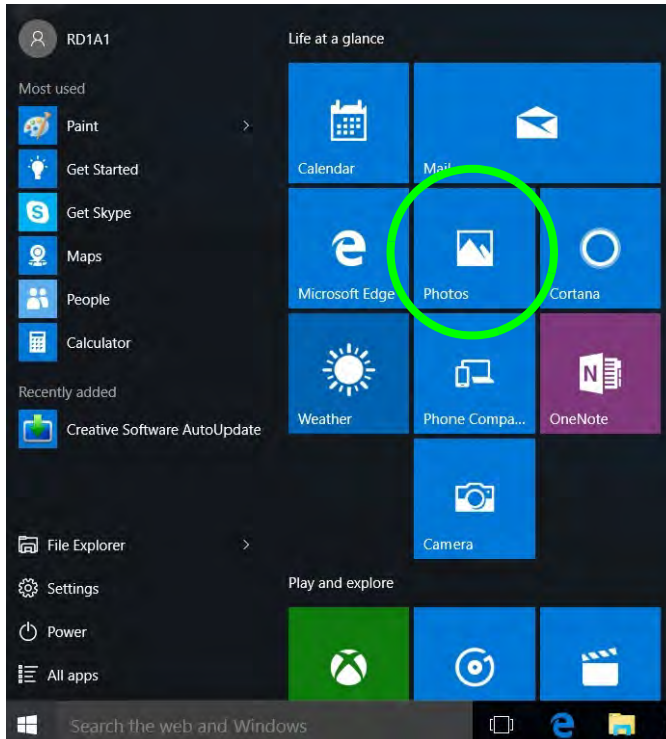 RD1A1
Most used
Paint
Get Started
Get Skype
Maps
People
Calculator
Recently added
Creative Software AutoUpdate
File Explorer
Settings
Power
All apps
Life at a glance
Calendar
Mail
Microsoft Edge
Photos
Cortana
Weather
Phone Compa...
OneNote
Camera
Play and explore
Search the web and Windows